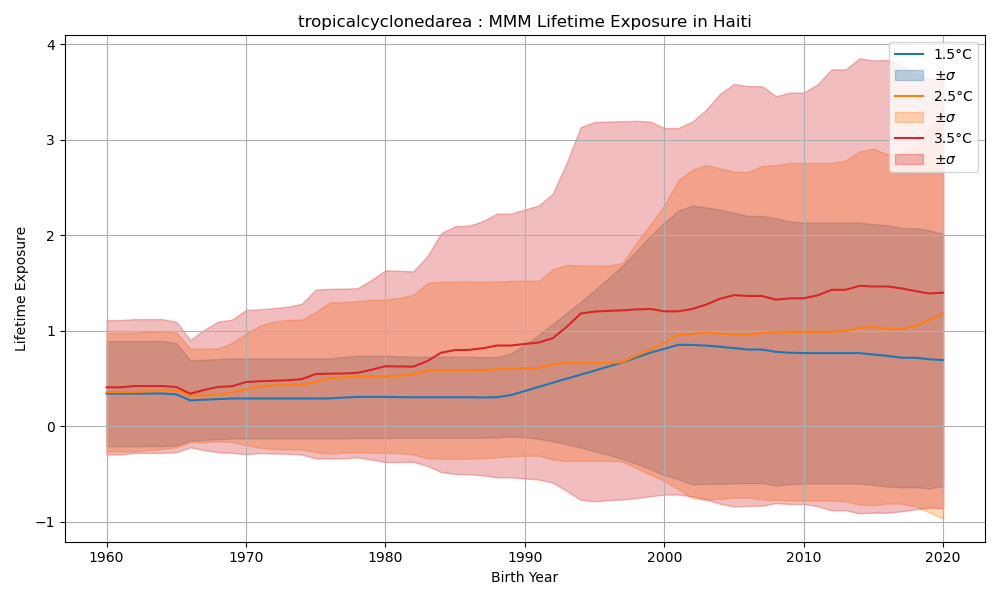 tropicalcyclonedarea : MMM Lifetime Exposure in Haiti
4
3
2
1
0
−1
Lifetime Exposure
1.5°C
±σ
2.5°C
±σ
3.5°C
±σ
1960 1970 1980 1990 2000 2010 2020
Birth Year